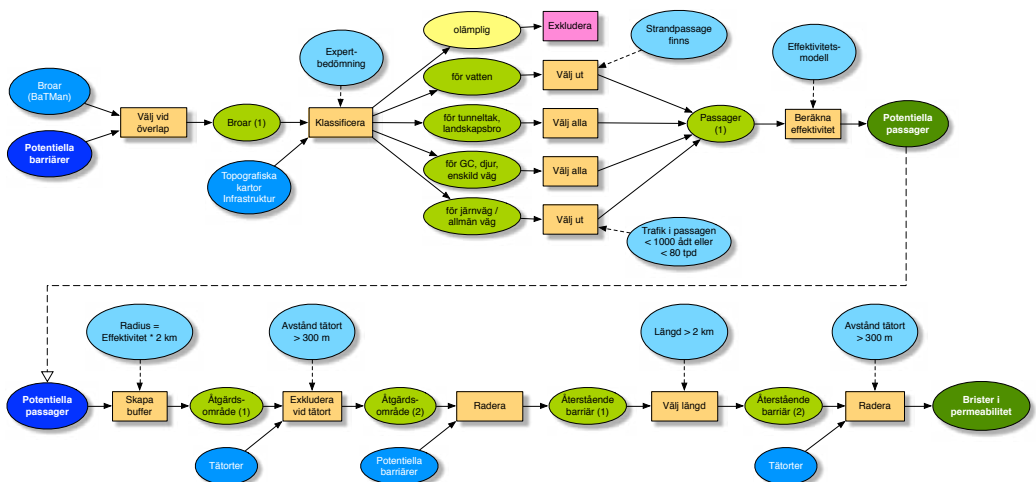 olämplig
Exkludera
Strandpassage
finns
Expert-
bedömning
Effektivitets-
modell
Broar
(BaTMan)
för vatten
Välj ut
Välj vid
överlap
Broar (1)
Klassificera
för tunneltak,
landskapsbro
Välj alla
Passager
(1)
Beräkna
effektivitet
Potentiella
passager
Potentiella
barriärer
för GC, djur,
enskild väg
Välj alla
Topografiska
kartor
Infrastruktur
för järnväg /
allmän väg
Välj ut
Trafik i passagen
< 1000 ådt eller
< 80 tpd
Radius =
Effektivitet * 2 km
Avstånd tätort
> 300 m
Längd > 2 km
Avstånd tätort
> 300 m
Potentiella
passager
Skapa
buffer
Åtgärds-
område (1)
Exkludera
vid tätort
Åtgärds-
område (2)
Radera
Återstående
barriär (1)
Välj längd
Återstående
barriär (2)
Radera
Brister i
permeabilitet
Tätorter
Potentiella
barriärer
Tätorter